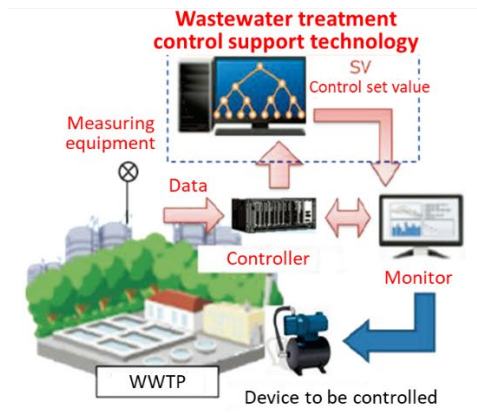 Wastewater treatment
control support technology
SV
Control set value
Measuring
equipment
Data
Controller
Monitor
WWTP
Device to be controlled